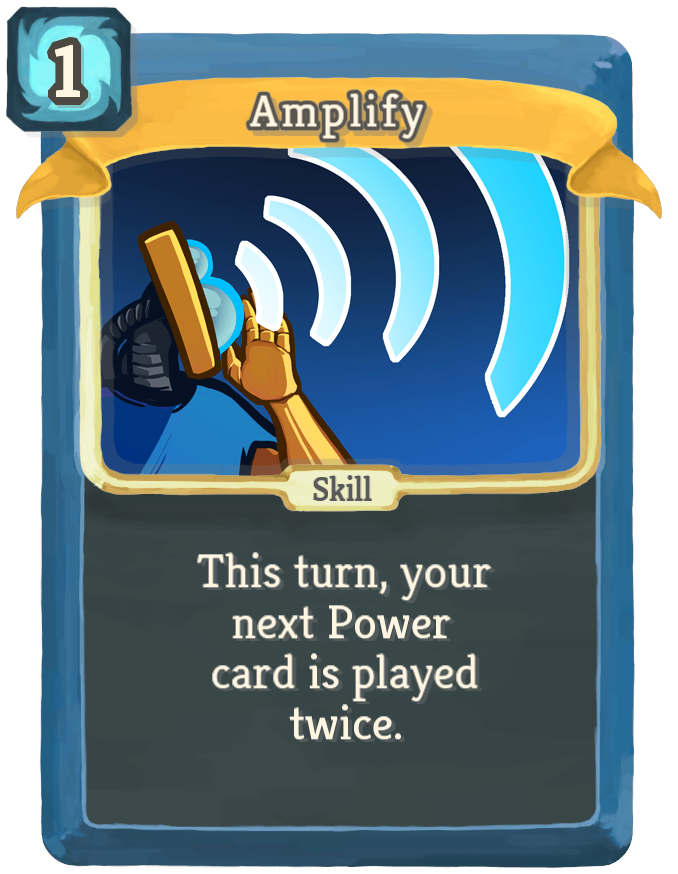 1
Amplify
Skill
This turn, your
next Power
card is played
twice.